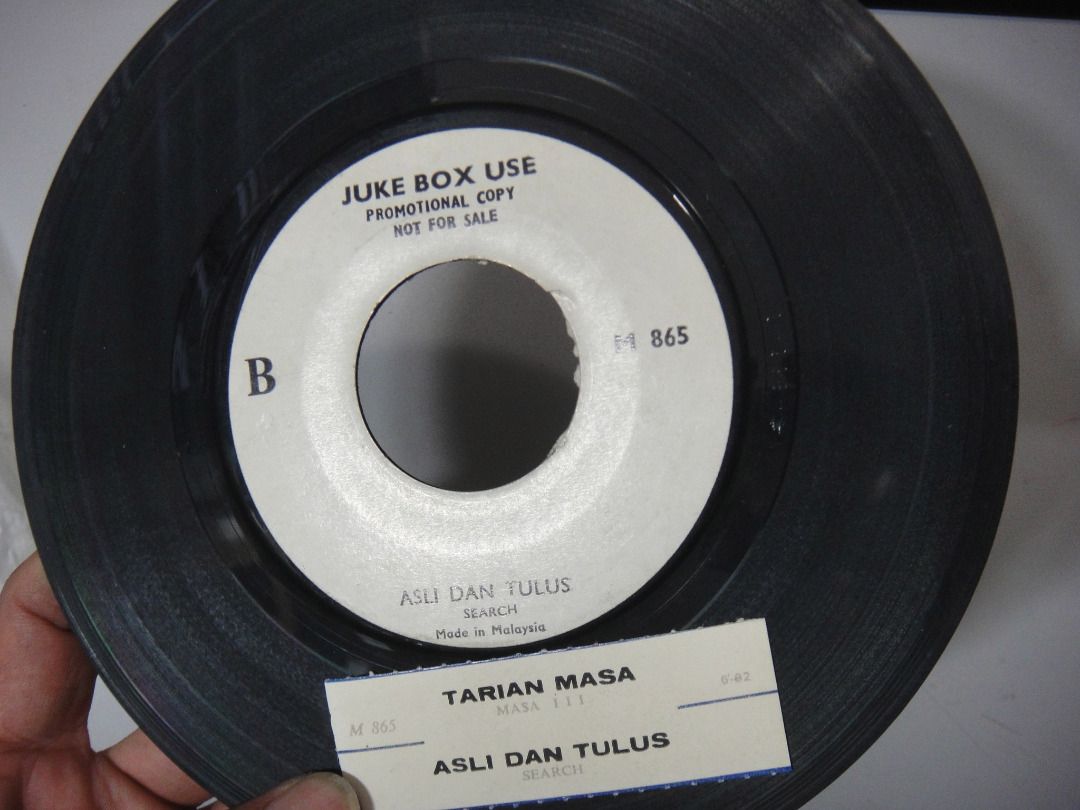 JUKE BOX USE
PROMOTIONAL COPY
NOT FOR SALE
B
M 865
ASLI DAN TULUS
SEARCH
Made in Malaysia
TARIAN MASA
MASA III
M 865
ASLI DAN TULUS
SEARCH